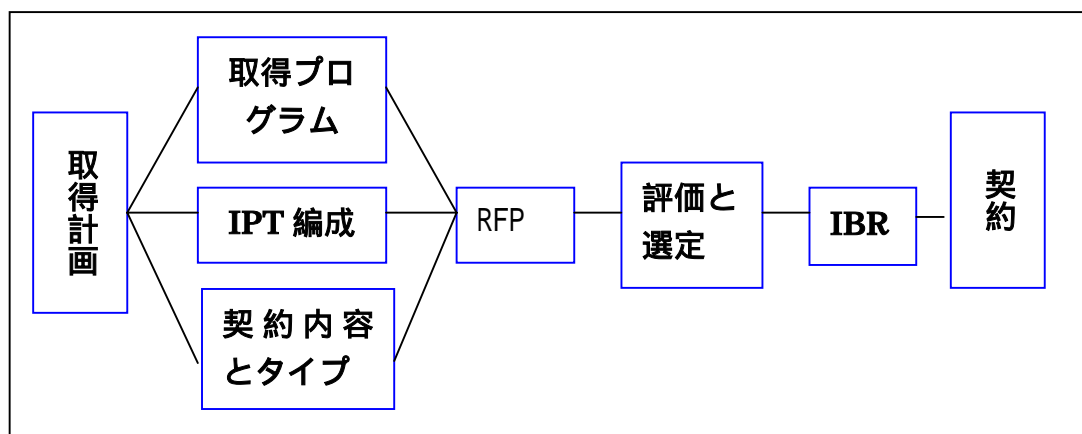 取得計画
取得プロ
グラム
IPT 編成
契約内容
とタイプ
RFP
評価と
選定
IBR
契約